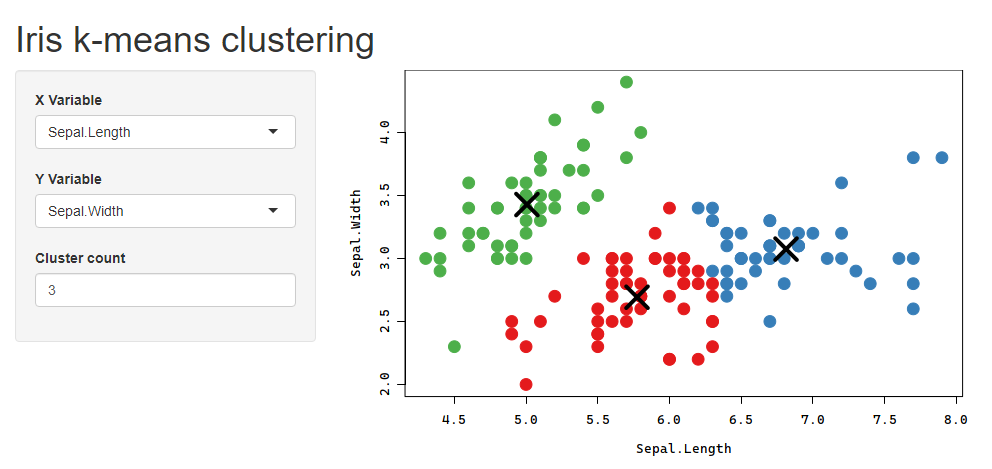 Iris k-means clustering
X Variable
Sepal.Length
Y Variable
Sepal.Width
Cluster count
3
Sepal.Width
4.0
3.5
3.0
2.5
2.0
4.5 5.0 5.5 6.0 6.5 7.0 7.5 8.0
Sepal.Length